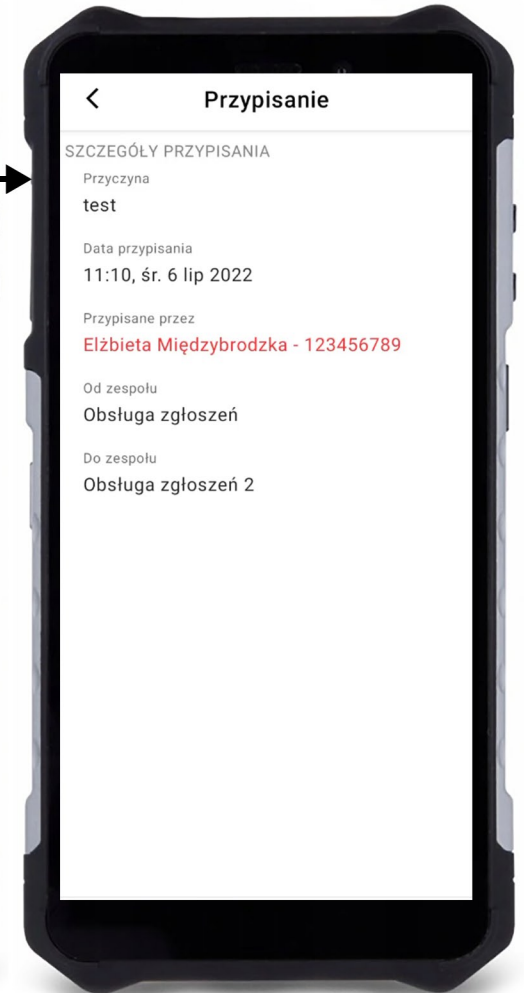 Przypisanie
SZCZEGÓŁY PRZYPISANIA
Przyczyna
test
Data przypisania
11:10, śr. 6 lip 2022
Przypisane przez
Elżbieta Międzybrodzka - 123456789
Od zespołu
Obsługa zgłoszeń
Do zespołu
Obsługa zgłoszeń 2